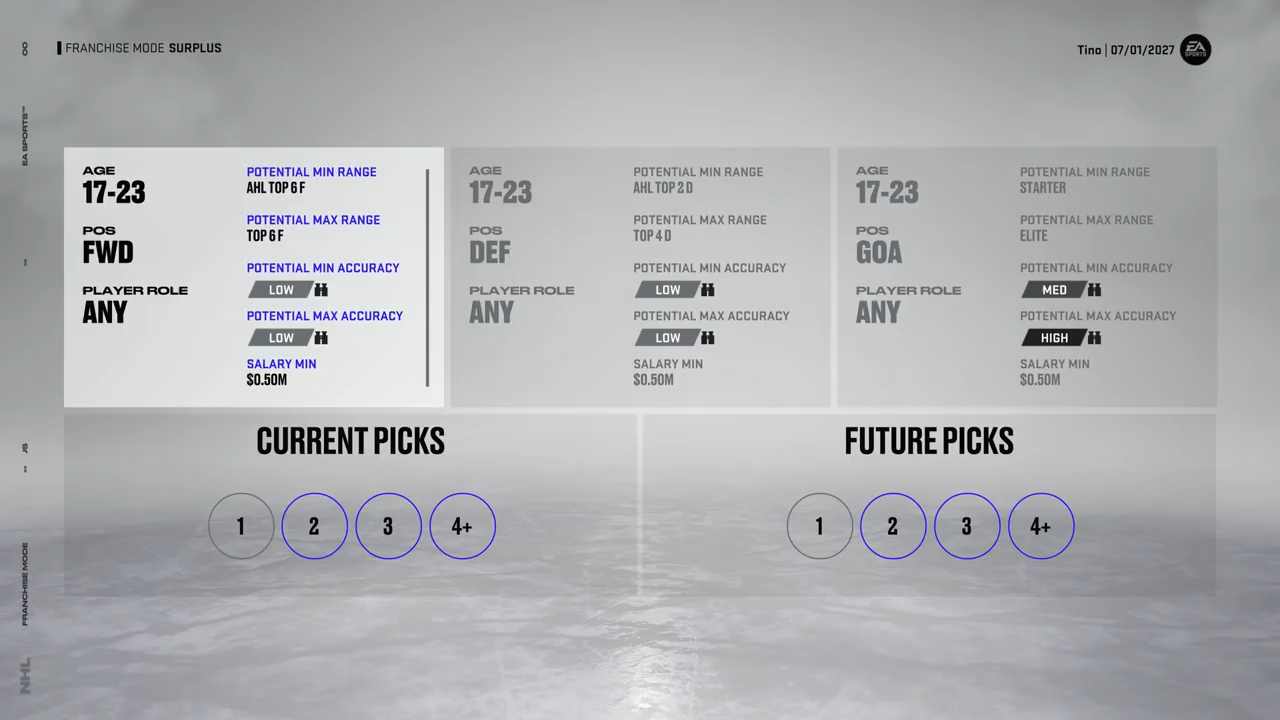 FRANCHISE MODE SURPLUS
Tino | 07/01/2027
EA SPORTS
AGE
17-23
POS
FWD
PLAYER ROLE
ANY
POTENTIAL MIN RANGE
AHL TOP 6 F
POTENTIAL MAX RANGE
TOP 6 F
POTENTIAL MIN ACCURACY
LOW
POTENTIAL MAX ACCURACY
LOW
SALARY MIN
$0.50M
AGE
17-23
POS
DEF
PLAYER ROLE
ANY
POTENTIAL MIN RANGE
AHL TOP 2 D
POTENTIAL MAX RANGE
TOP 4 D
POTENTIAL MIN ACCURACY
LOW
POTENTIAL MAX ACCURACY
LOW
SALARY MIN
$0.50M
AGE
17-23
POS
GOA
PLAYER ROLE
ANY
POTENTIAL MIN RANGE
STARTER
POTENTIAL MAX RANGE
ELITE
POTENTIAL MIN ACCURACY
MED
POTENTIAL MAX ACCURACY
HIGH
SALARY MIN
$0.50M
CURRENT PICKS
1 2 3 4+
FUTURE PICKS
1 2 3 4+
EA SPORTS™
FRANCHISE MODE
NHL